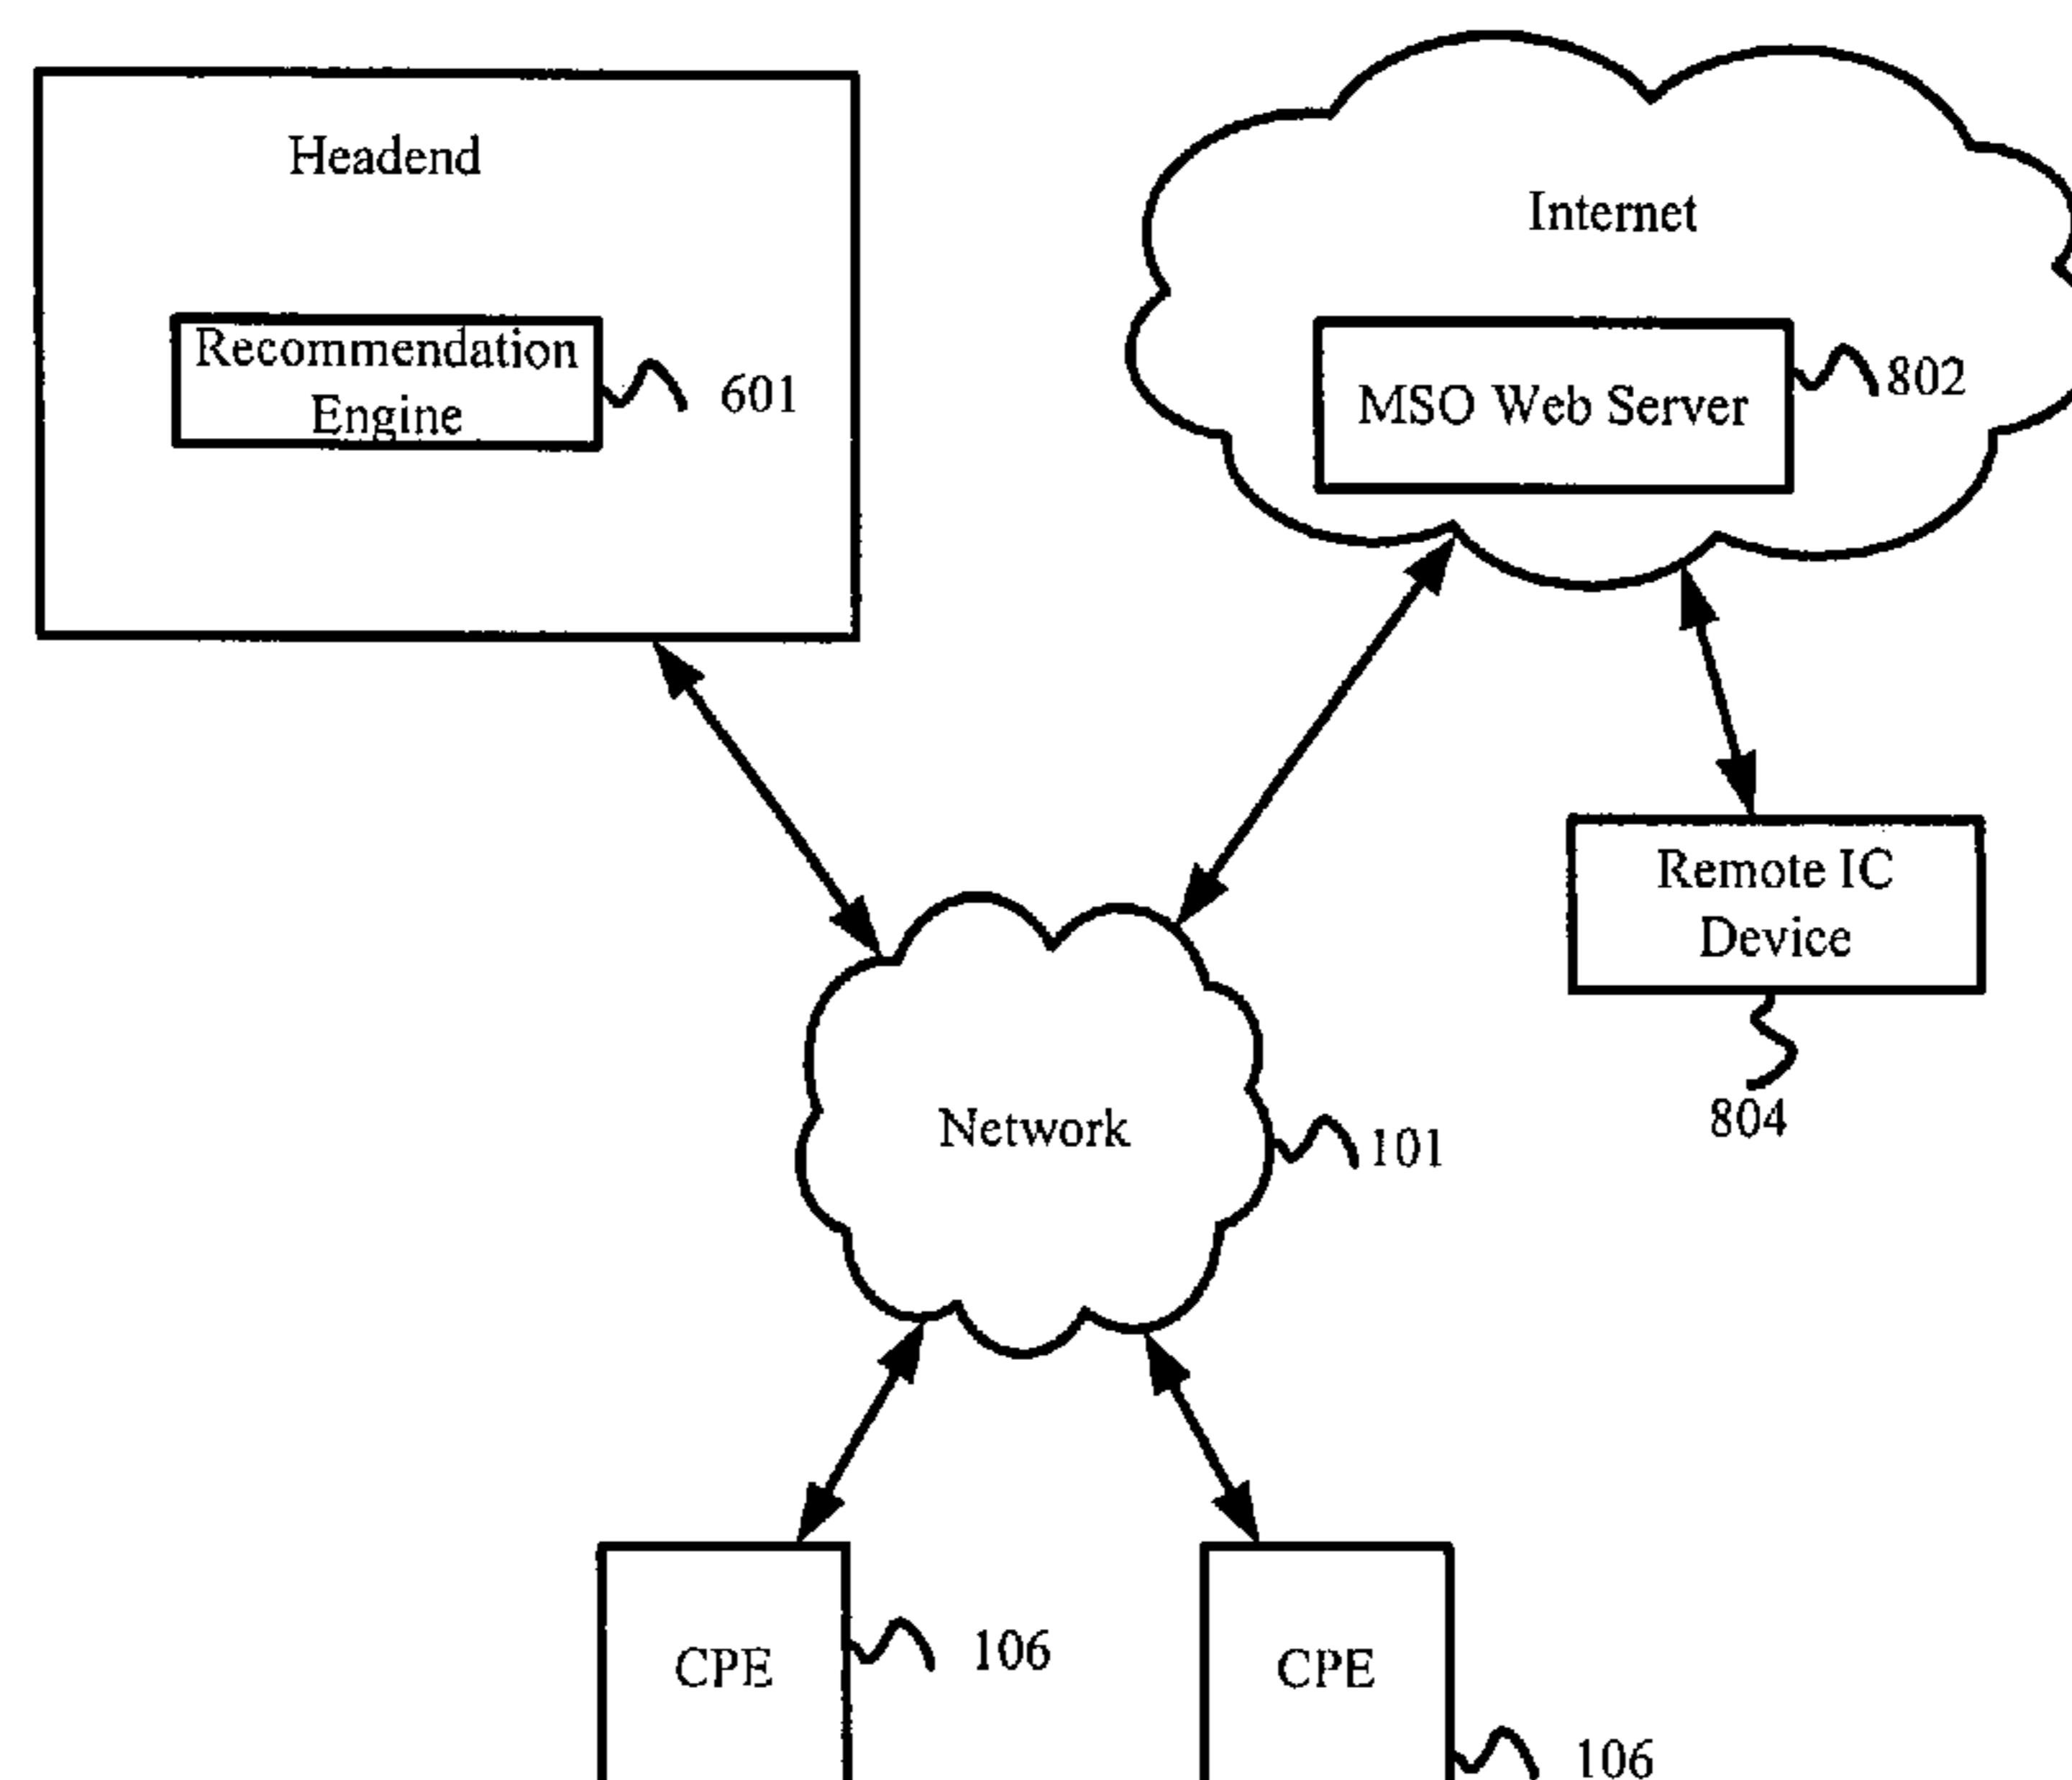 Headend
Recommendation
Engine
601
Internet
MSO Web Server
802
Remote IC
Device
804
Network
101
CPE
106
CPE
106